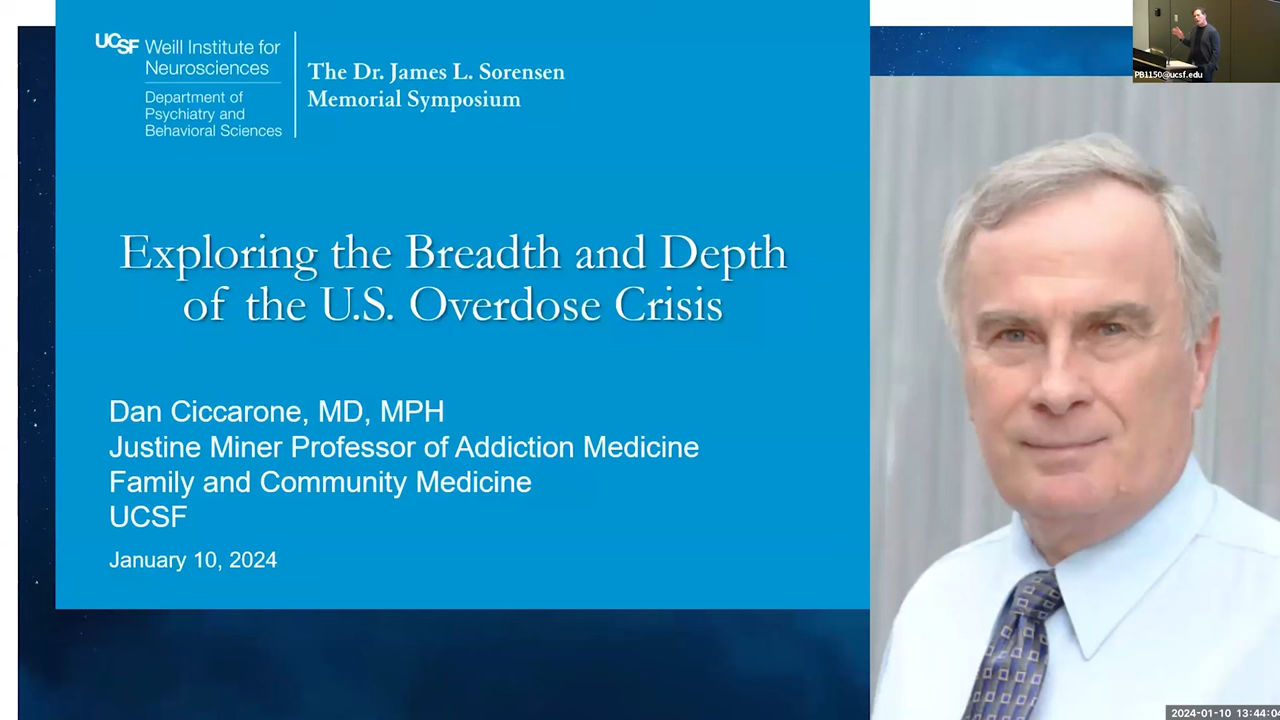 UCSF
Weill Institute for
Neurosciences
Department of
Psychiatry and
Behavioral Sciences
The Dr. James L. Sorensen
Memorial Symposium
Exploring the Breadth and Depth
of the U.S. Overdose Crisis
Dan Ciccarone, MD, MPH
Justine Miner Professor of Addiction Medicine
Family and Community Medicine
UCSF
January 10, 2024
PB1150@ucsf.edu
2024-01-10 13:44:04